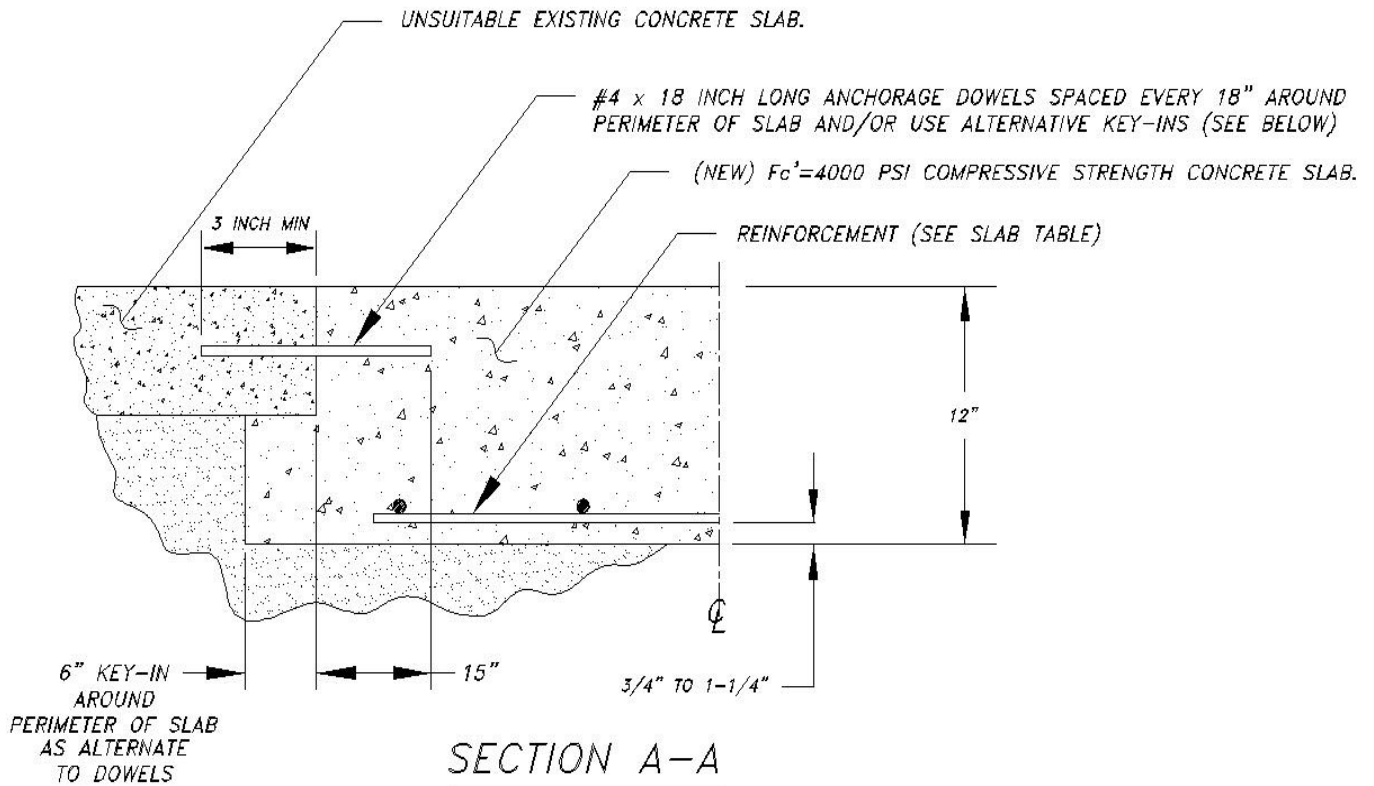 UNSUITABLE EXISTING CONCRETE SLAB.
#4 x 18 INCH LONG ANCHORAGE DOWELS SPACED EVERY 18" AROUND
PERIMETER OF SLAB AND/OR USE ALTERNATIVE KEY-INS (SEE BELOW)
(NEW) Fc'=4000 PSI COMPRESSIVE STRENGTH CONCRETE SLAB.
3 INCH MIN
REINFORCEMENT (SEE SLAB TABLE)
12"
℄
6" KEY-IN
AROUND
PERIMETER OF SLAB
AS ALTERNATE
TO DOWELS
15"
3/4" TO 1-1/4"
SECTION A-A